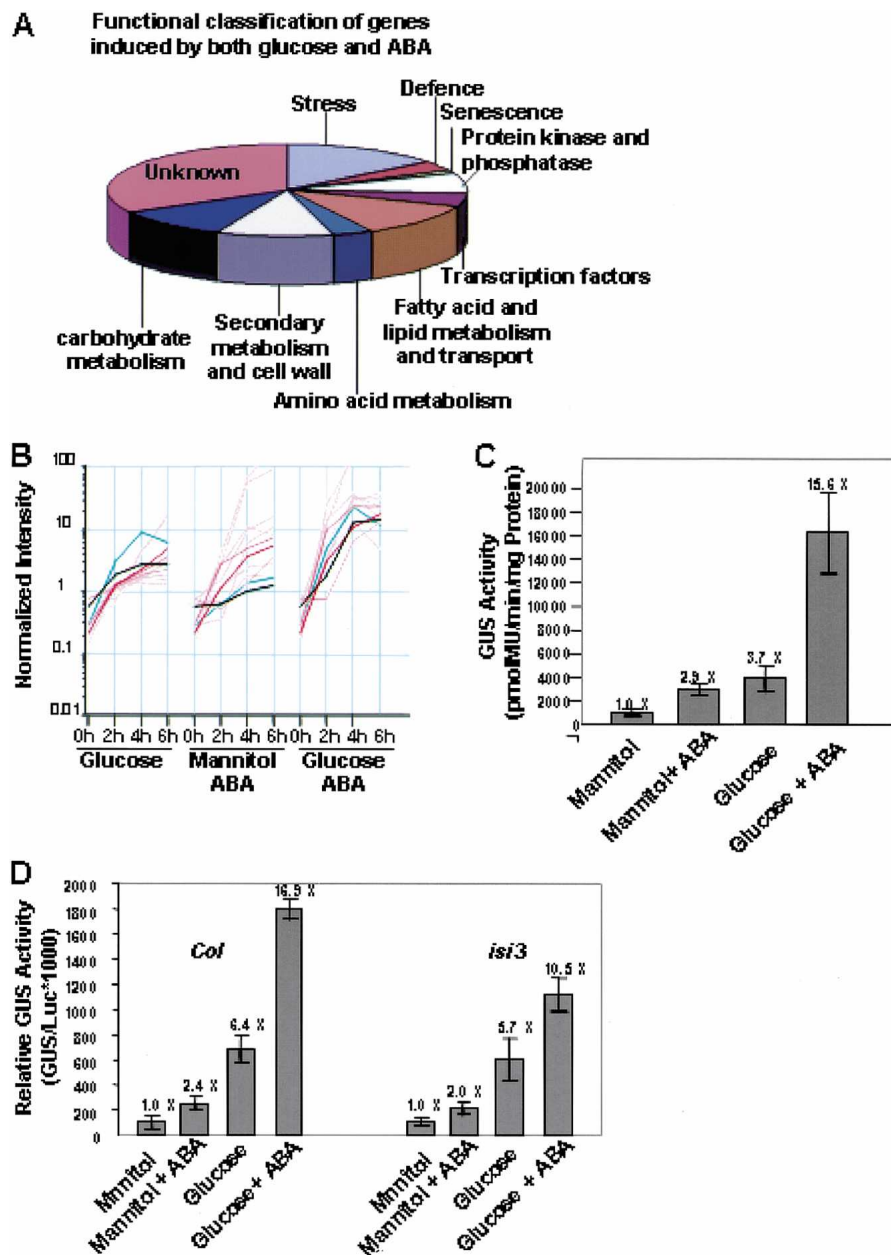 A
Functional classification of genes
induced by both glucose and ABA
Defence
Stress
Senescence
Protein kinase and
phosphatase
Unknown
Transcription factors
Fatty acid and
lipid metabolism
and transport
Secondary
metabolism
and cell wall
carbohydrate
metabolism
Amino acid metabolism
B
Normalized Intensity
100
10
1
0.1
0.01
0h 2h 4h 6h 0h 2h 4h 6h 0h 2h 4h 6h
Glucose
Mannitol
ABA
Glucose
ABA
C
GUS Activity
(pmolMU/min/mg Protein)
20000
18000
16000
14000
12000
10000
8000
6000
4000
2000
0
1.0 X
2.9 X
3.7 X
15.6 X
Mannitol
Mannitol+ ABA
Glucose
Glucose + ABA
D
Relative GUS Activity
(GUS/Luc*1000)
2000
1800
1600
1400
1200
1000
800
600
400
200
0
Col
isi3
1.0 X
2.4 X
6.4 X
16.9 X
1.0 X
2.0 X
5.7 X
10.5 X
Mnnitol
Mannitol + ABA
Glucose
Glucose + ABA
Mnnitol
Mannitol + ABA
Glucose
Glucose + ABA